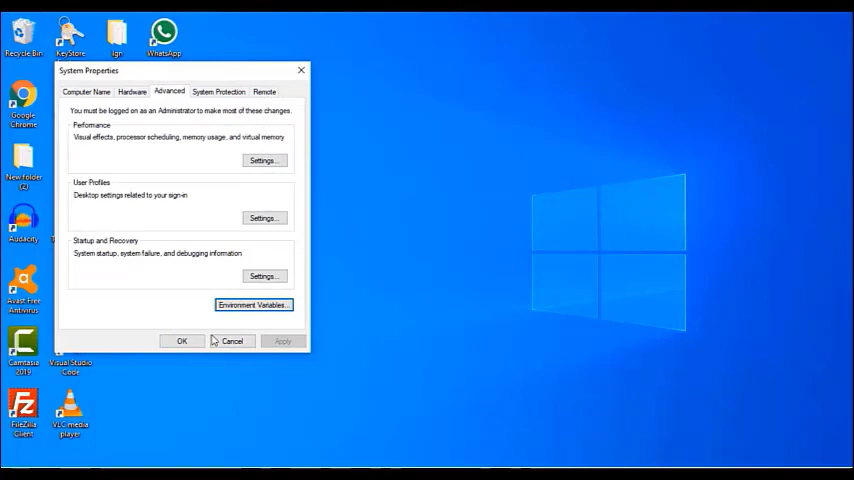 Recycle Bin
KeyStore
ign
WhatsApp
System Properties
Computer Name
Hardware
Advanced
System Protection
Remote
You must be logged on as an Administrator to make most of these changes.
Performance
Visual effects, processor scheduling, memory usage, and virtual memory
Settings...
User Profiles
Desktop settings related to your sign-in
Settings...
Startup and Recovery
System startup, system failure, and debugging information
Settings...
Environment Variables...
OK
Cancel
Apply
Google
Chrome
New folder
(2)
Audacity
Avast Free
Antivirus
Camtasia
2019
Visual Studio
Code
FileZilla
Client
VLC media
player